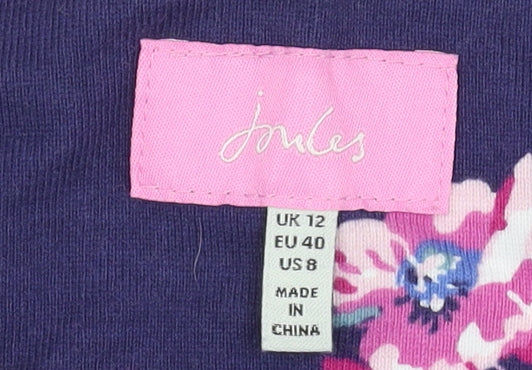 Joules
UK 12
EU 40
US 8
MADE
IN
CHINA